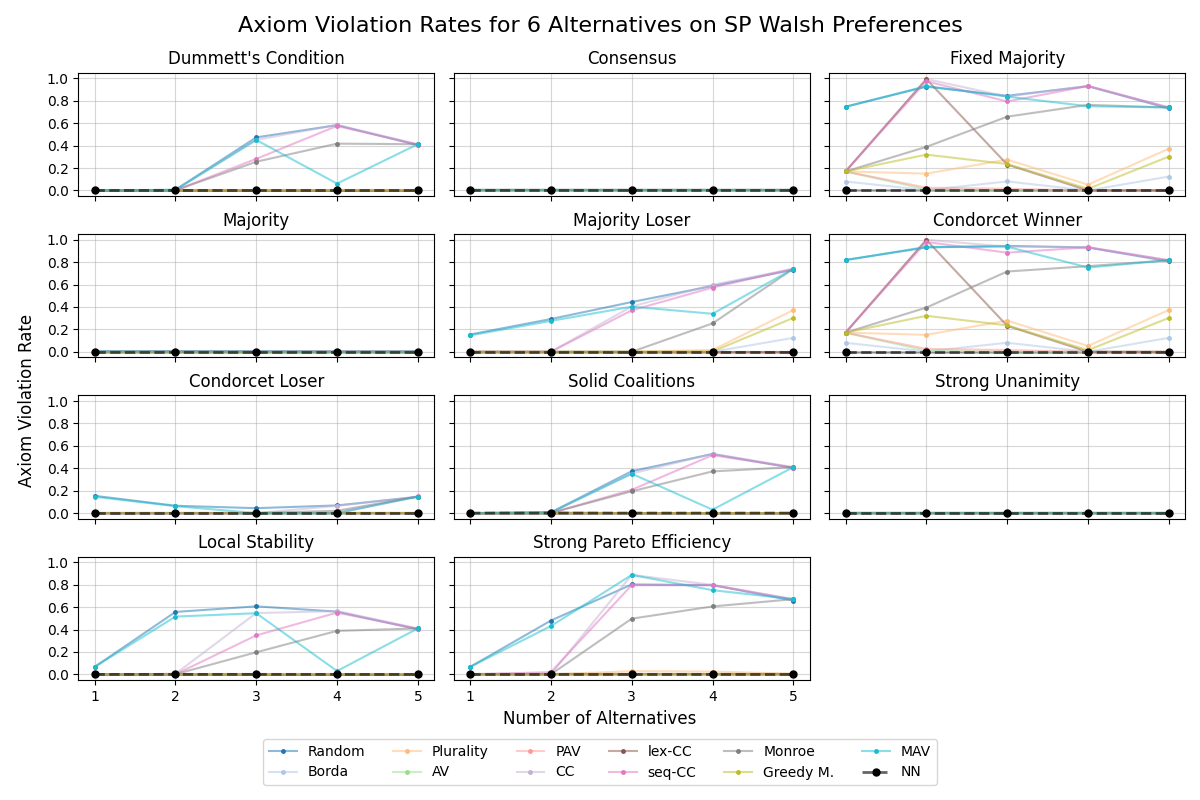 Axiom Violation Rates for 6 Alternatives on SP Walsh Preferences
Dummett's Condition
Consensus
Fixed Majority
1.0
0.8
0.6
0.4
0.2
0.0
Majority
Majority Loser
Condorcet Winner
1.0
0.8
0.6
0.4
0.2
0.0
Condorcet Loser
Solid Coalitions
Strong Unanimity
1.0
0.8
0.6
0.4
0.2
0.0
Local Stability
Strong Pareto Efficiency
1.0
0.8
0.6
0.4
0.2
0.0
1 2 3 4 5
1 2 3 4 5
Axiom Violation Rate
Number of Alternatives
Random Plurality PAV lex-CC Monroe MAV
Borda AV CC seq-CC Greedy M. NN